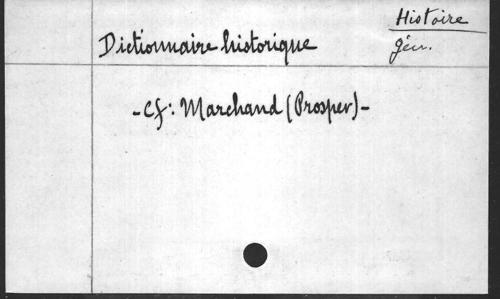 Histoire
gén.
Dictionnaire historique
- Cf: Marchand (Prosper) -